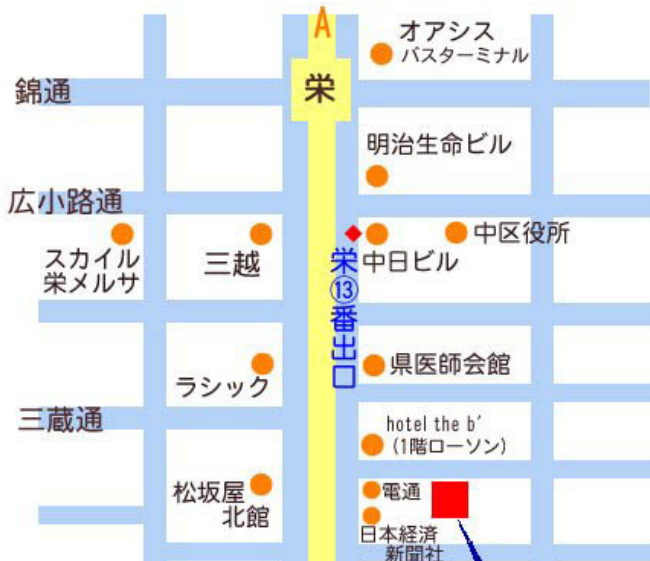 A
オアシス
バスターミナル
錦通
栄
明治生命ビル
広小路通
スカイル
栄メルサ
三越
中日ビル
中区役所
栄⑬番出口
ラシック
県医師会館
三蔵通
hotel the b′
(1階ローソン)
松坂屋
北館
電通
日本経済
新聞社